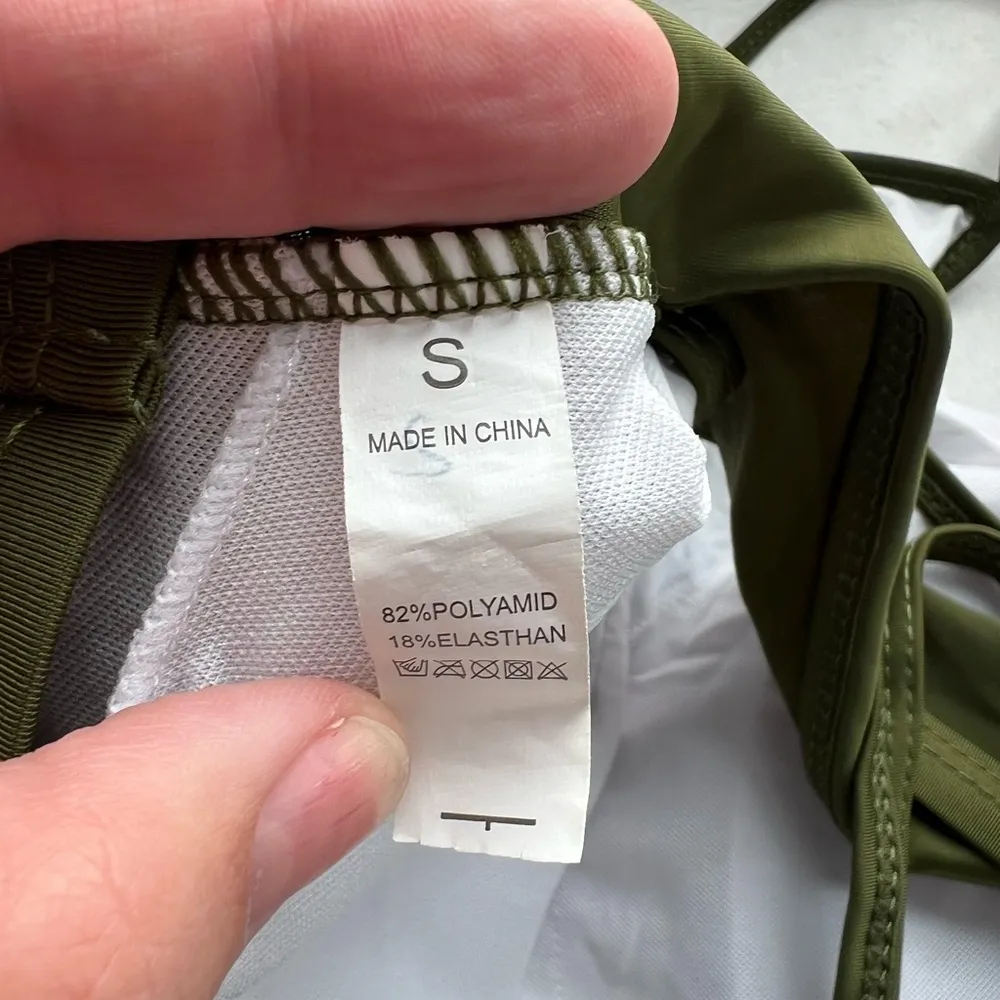 S
MADE IN CHINA
82%POLYAMID
18%ELASTHAN